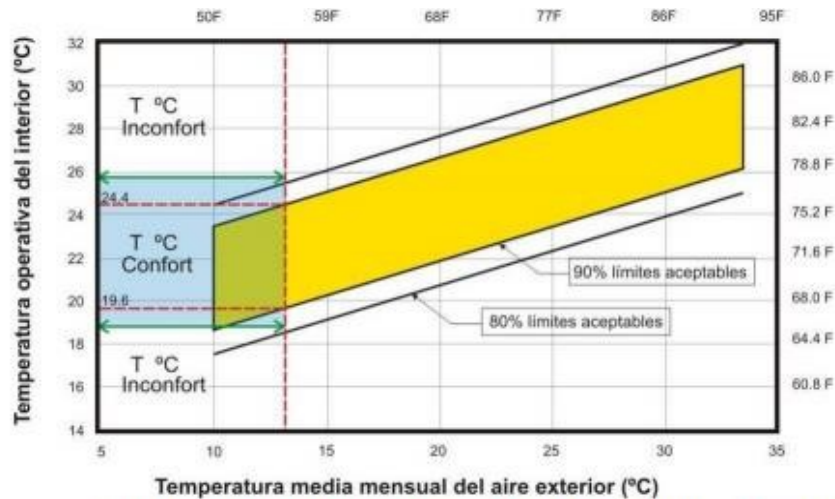 50F 59F 68F 77F 86F 95F
Temperatura operativa del interior (ºC)
32
30
28
26
24
22
20
18
16
14
T ºC
Inconfort
24.4
T ºC
Confort
19.6
T ºC
Inconfort
90% límites aceptables
80% límites aceptables
86.0 F
82.4 F
78.8 F
75.2 F
71.6 F
68.0 F
64.4 F
60.8 F
5 10 15 20 25 30 35
Temperatura media mensual del aire exterior (ºC)